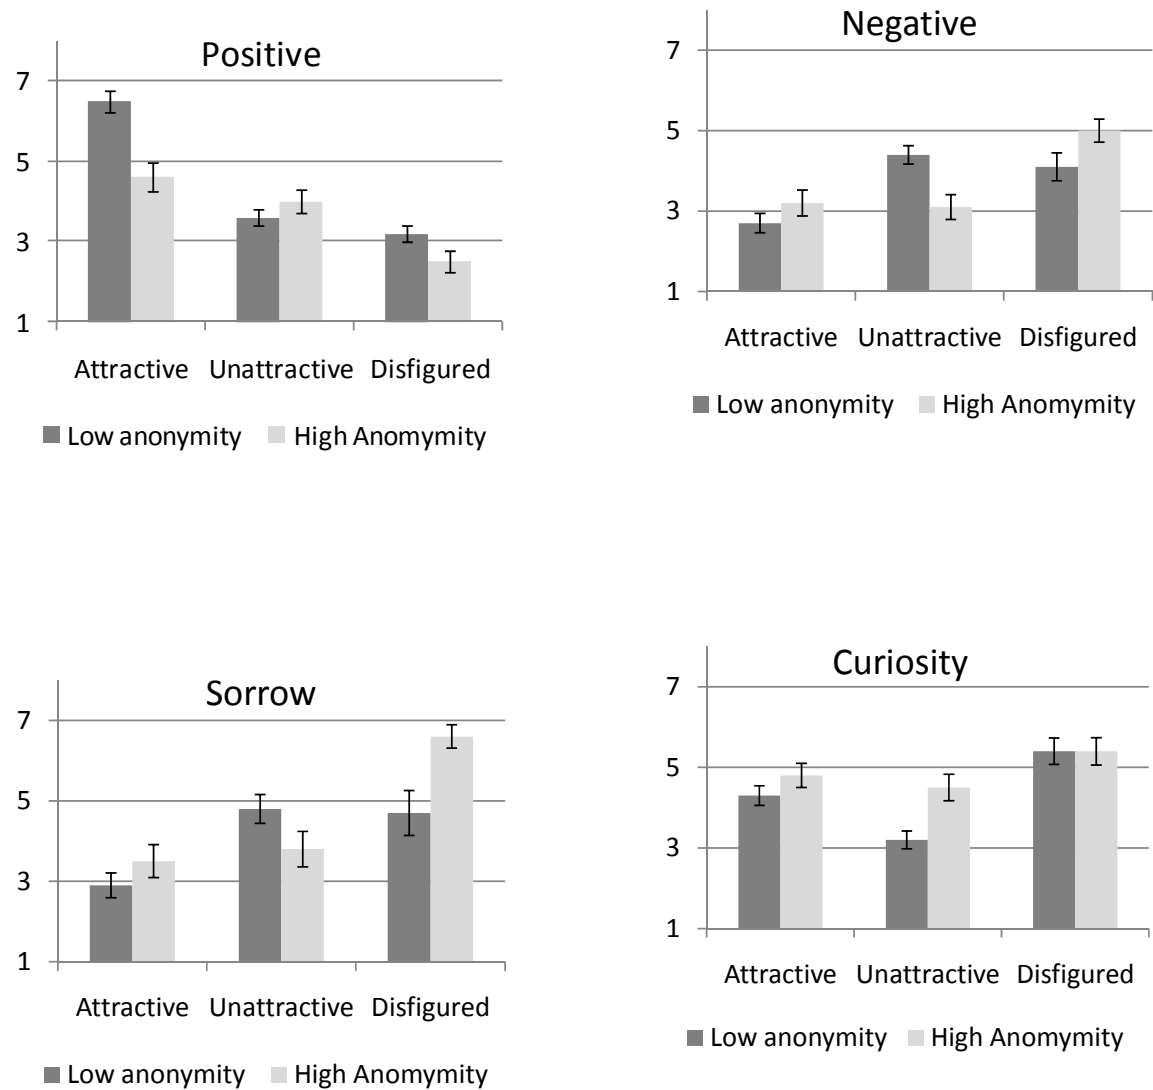 Positive
7
5
3
1
Attractive Unattractive Disfigured
Low anonymity High Anomymity
Negative
7
5
3
1
Attractive Unattractive Disfigured
Low anonymity High Anomymity
Sorrow
7
5
3
1
Attractive Unattractive Disfigured
Low anonymity High Anomymity
Curiosity
7
5
3
1
Attractive Unattractive Disfigured
Low anonymity High Anomymity